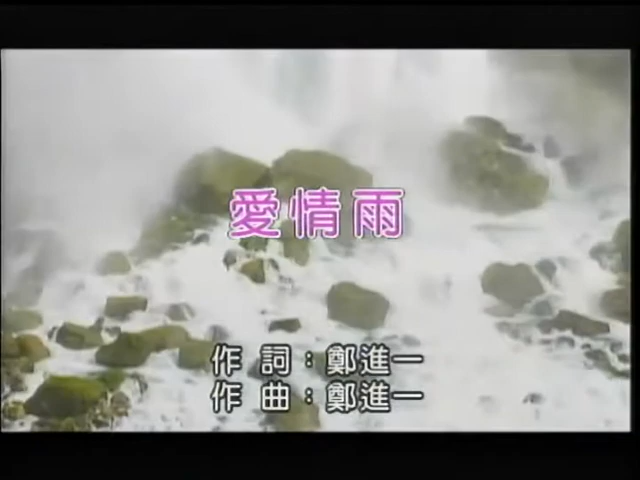 愛情雨
作 詞：鄭進一
作 曲：鄭進一